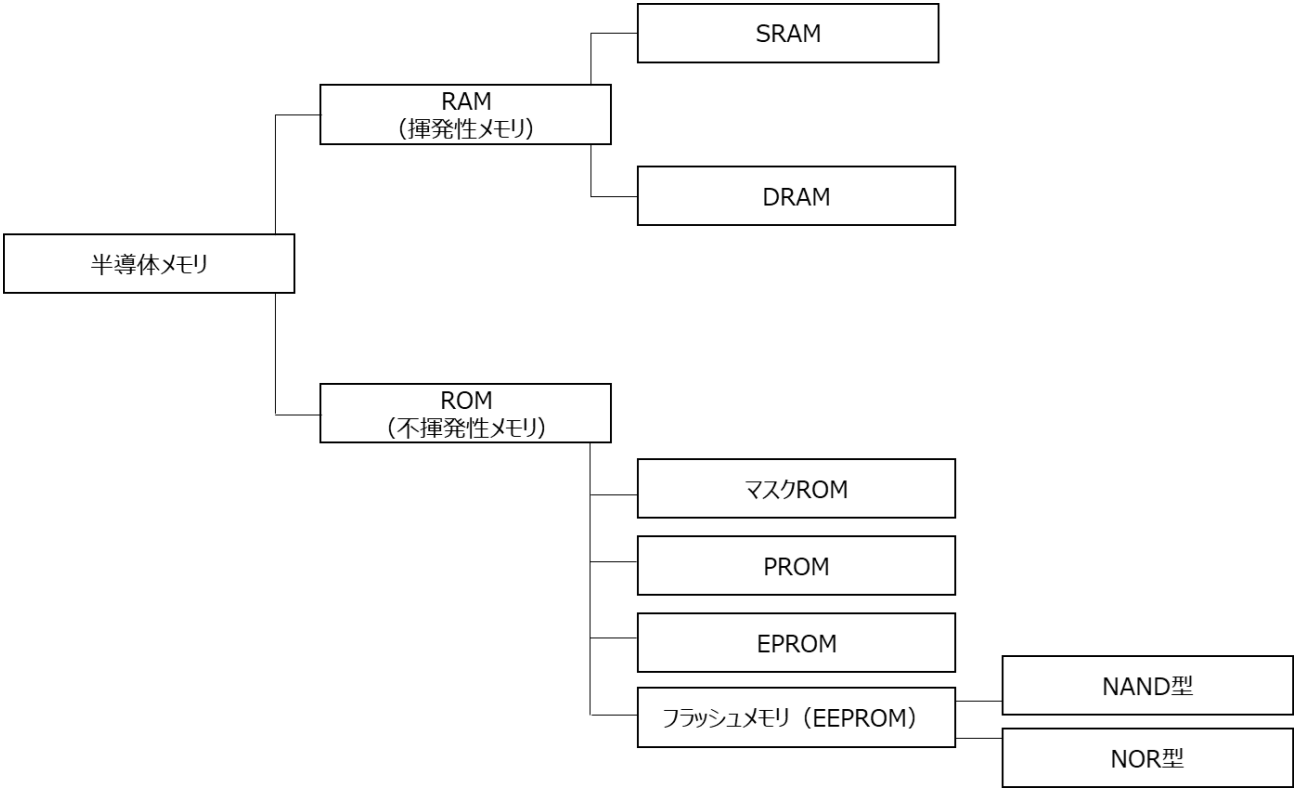 SRAM
RAM
（揮発性メモリ）
DRAM
半導体メモリ
ROM
（不揮発性メモリ）
マスクROM
PROM
EPROM
フラッシュメモリ（EEPROM）
NAND型
NOR型